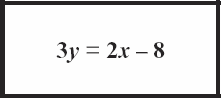 3y = 2x – 8